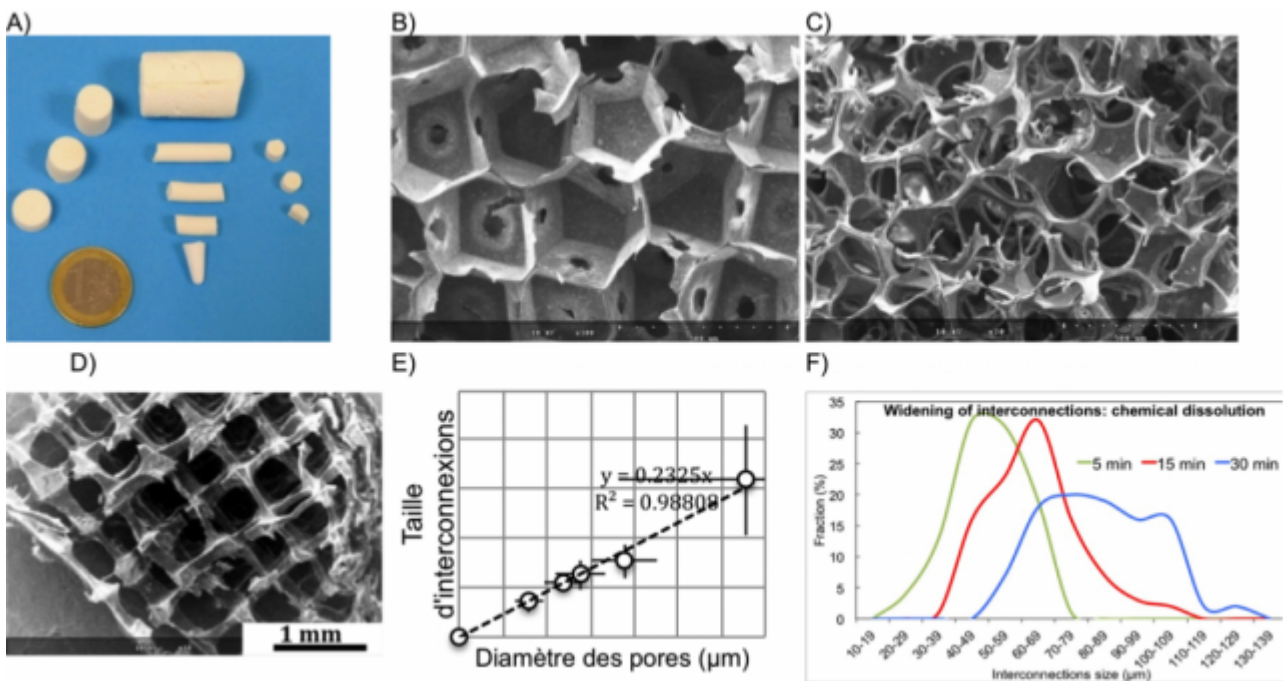 A)
B)
C)
D)
1 mm
E)
Taille
d'interconnexions
y = 0.2325x
R² = 0.98808
Diamètre des pores (µm)
F)
Widening of interconnections: chemical dissolution
5 min
15 min
30 min
Fraction (%)
35
30
25
20
15
10
5
0
10-19
20-29
30-39
40-49
50-59
60-69
70-79
80-89
90-99
100-109
110-119
120-129
130-139
Interconnections size (µm)